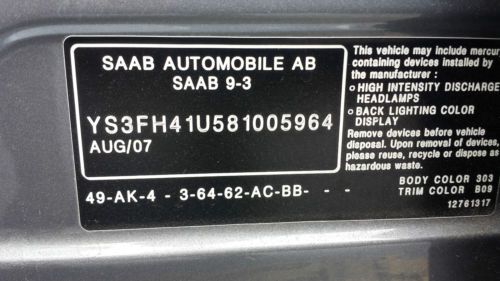 SAAB AUTOMOBILE AB
SAAB 9-3
YS3FH41U581005964
AUG/07
49-AK-4 - 3-64-62-AC-BB- - -
This vehicle may include mercur
containing devices installed by
the manufacturer :
o HIGH INTENSITY DISCHARGE
HEADLAMPS
o BACK LIGHTING COLOR
DISPLAY
Remove devices before vehicle
disposal. Upon removal of devices,
please reuse, recycle or dispose as
hazardous waste.
BODY COLOR 303
TRIM COLOR B09
12761317